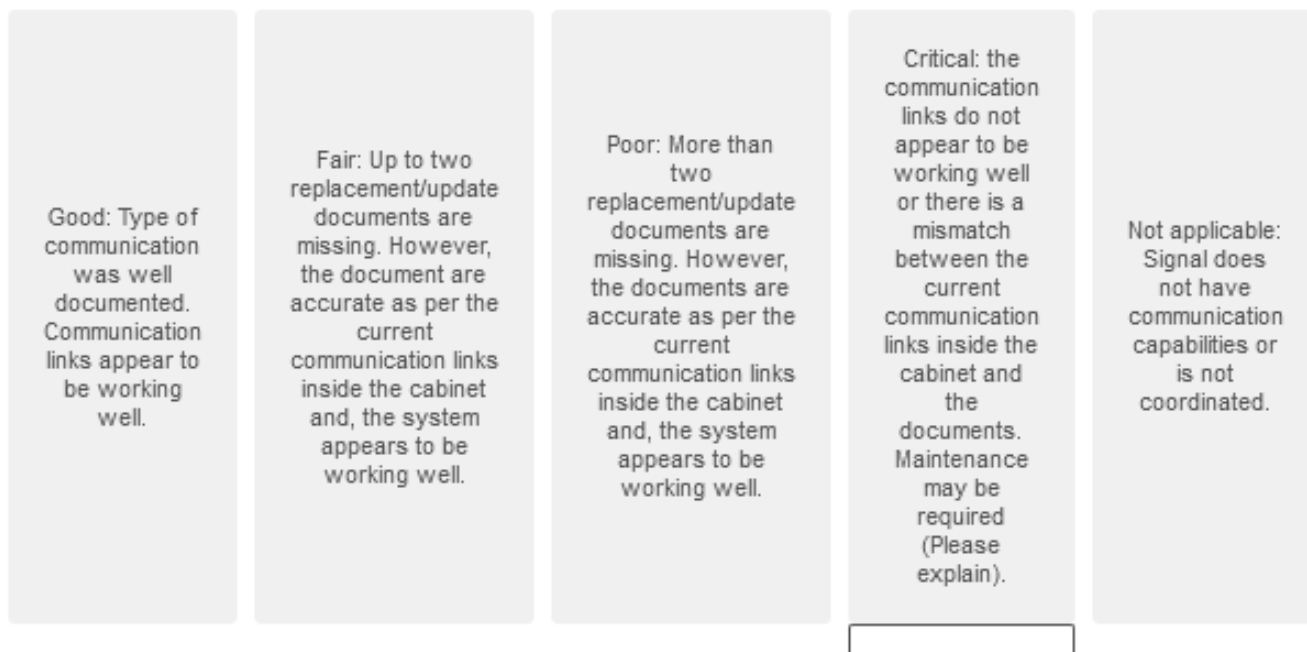 Good: Type of
communication
was well
documented.
Communication
links appear to
be working
well.
Fair: Up to two
replacement/update
documents are
missing. However,
the document are
accurate as per the
current
communication links
inside the cabinet
and, the system
appears to be
working well.
Poor: More than
two
replacement/update
documents are
missing. However,
the documents are
accurate as per the
current
communication links
inside the cabinet
and, the system
appears to be
working well.
Critical: the
communication
links do not
appear to be
working well
or there is a
mismatch
between the
current
communication
links inside the
cabinet and
the
documents.
Maintenance
may be
required
(Please
explain).
Not applicable:
Signal does
not have
communication
capabilities or
is not
coordinated.